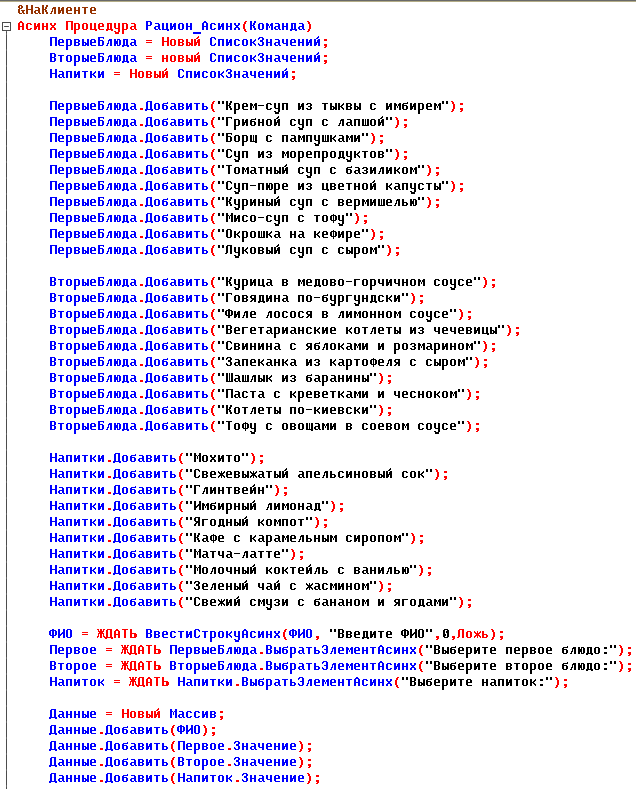 &НаКлиенте
Асинх Процедура Рацион_Асинх(Команда)
ПервыеБлюда = Новый СписокЗначений;
ВторыеБлюда = новый СписокЗначений;
Напитки = Новый СписокЗначений;
ПервыеБлюда.Добавить("Крем-суп из тыквы с имбирем");
ПервыеБлюда.Добавить("Грибной суп с лапшой");
ПервыеБлюда.Добавить("Борщ с пампушками");
ПервыеБлюда.Добавить("Суп из морепродуктов");
ПервыеБлюда.Добавить("Томатный суп с базиликом");
ПервыеБлюда.Добавить("Суп-пюре из цветной капусты");
ПервыеБлюда.Добавить("Куриный суп с вермишелью");
ПервыеБлюда.Добавить("Мисо-суп с тофу");
ПервыеБлюда.Добавить("Окрошка на кефире");
ПервыеБлюда.Добавить("Луковый суп с сыром");
ВторыеБлюда.Добавить("Курица в медово-горчичном соусе");
ВторыеБлюда.Добавить("Говядина по-бургундски");
ВторыеБлюда.Добавить("Филе лосося в лимонном соусе");
ВторыеБлюда.Добавить("Вегетарианские котлеты из чечевицы");
ВторыеБлюда.Добавить("Свинина с яблоками и розмарином");
ВторыеБлюда.Добавить("Запеканка из картофеля с сыром");
ВторыеБлюда.Добавить("Шашлык из баранины");
ВторыеБлюда.Добавить("Паста с креветками и чесноком");
ВторыеБлюда.Добавить("Котлеты по-киевски");
ВторыеБлюда.Добавить("Тофу с овощами в соевом соусе");
Напитки.Добавить("Мохито");
Напитки.Добавить("Свежевыжатый апельсиновый сок");
Напитки.Добавить("Глинтвейн");
Напитки.Добавить("Имбирный лимонад");
Напитки.Добавить("Ягодный компот");
Напитки.Добавить("Кафе с карамельным сиропом");
Напитки.Добавить("Матча-латте");
Напитки.Добавить("Молочный коктейль с ванилью");
Напитки.Добавить("Зеленый чай с жасмином");
Напитки.Добавить("Свежий смузи с бананом и ягодами");
ФИО = ЖДАТЬ ВвестиСтрокуАсинх(ФИО, "Введите ФИО",0,Ложь);
Первое = ЖДАТЬ ПервыеБлюда.ВыбратьЭлементАсинх("Выберите первое блюдо:");
Второе = ЖДАТЬ ВторыеБлюда.ВыбратьЭлементАсинх("Выберите второе блюдо:");
Напиток = ЖДАТЬ Напитки.ВыбратьЭлементАсинх("Выберите напиток:");
Данные = Новый Массив;
Данные.Добавить(ФИО);
Данные.Добавить(Первое.Значение);
Данные.Добавить(Второе.Значение);
Данные.Добавить(Напиток.Значение);